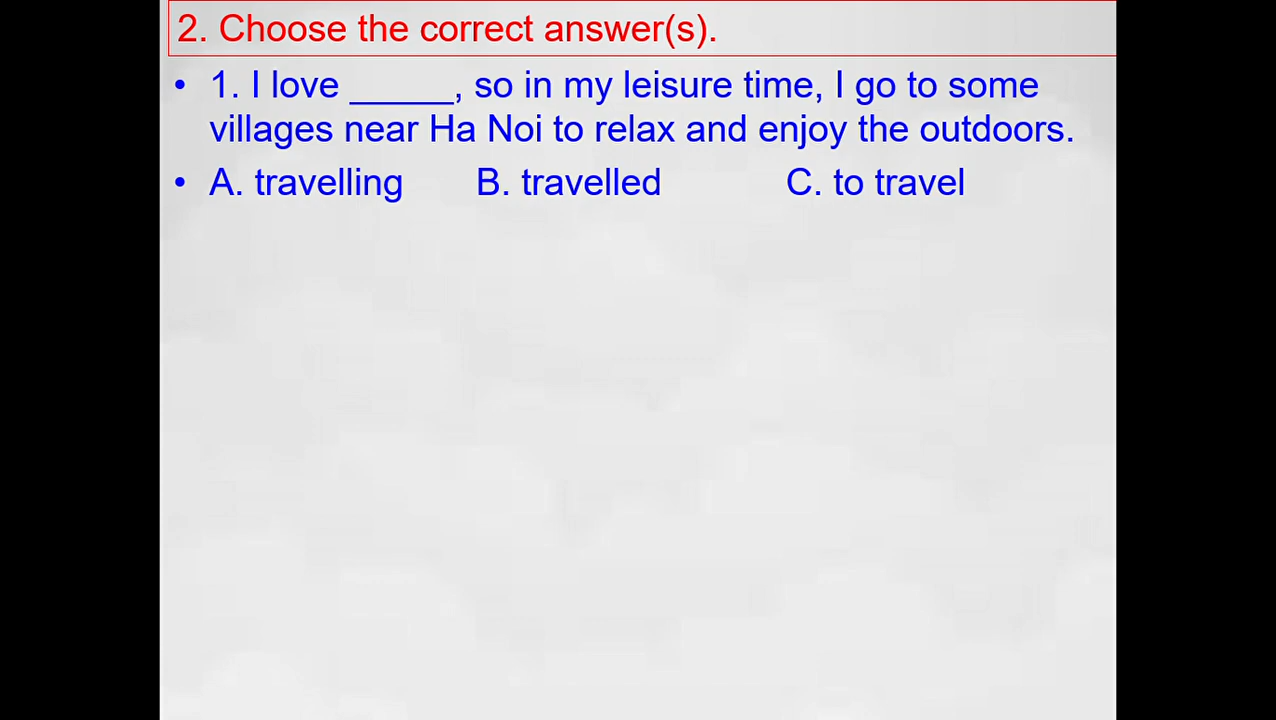 2. Choose the correct answer(s).
• 1. I love _____, so in my leisure time, I go to some
villages near Ha Noi to relax and enjoy the outdoors.
• A. travelling B. travelled C. to travel